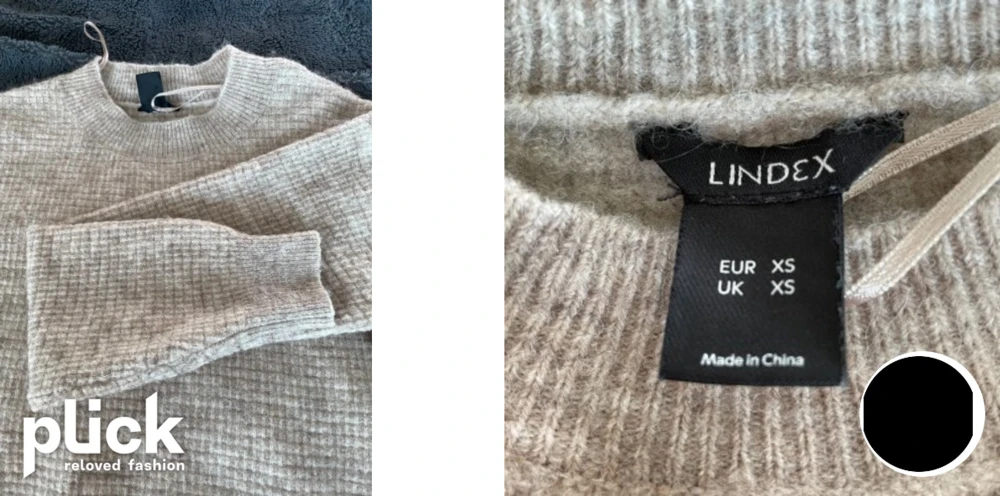 plick
reloved fashion
LINDEX
EUR XS
UK XS
Made in China